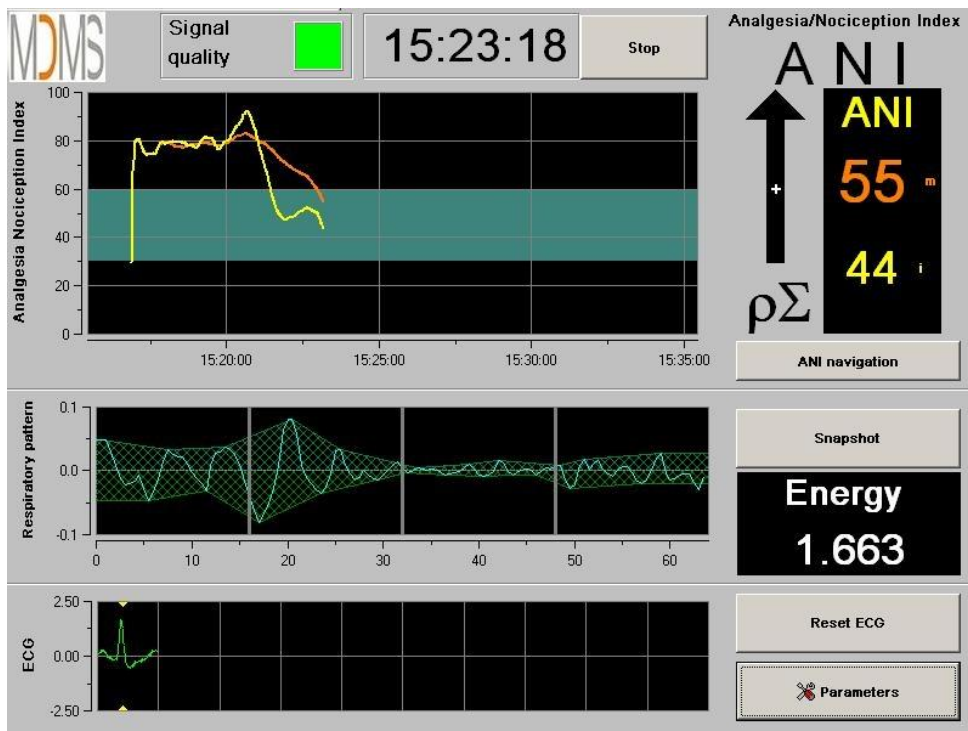 MDMS
Signal
quality
15:23:18
Stop
Analgesia/Nociception Index
A N I
Analgesia Nociception Index
100
80
60
40
20
0
15:20:00
15:25:00
15:30:00
15:35:00
+
ρΣ
ANI
55 m
44 i
ANI navigation
Respiratory pattern
0.1
0.0
-0.1
0
10
20
30
40
50
60
Snapshot
Energy
1.663
ECG
2.50
0.00
-2.50
Reset ECG
Parameters